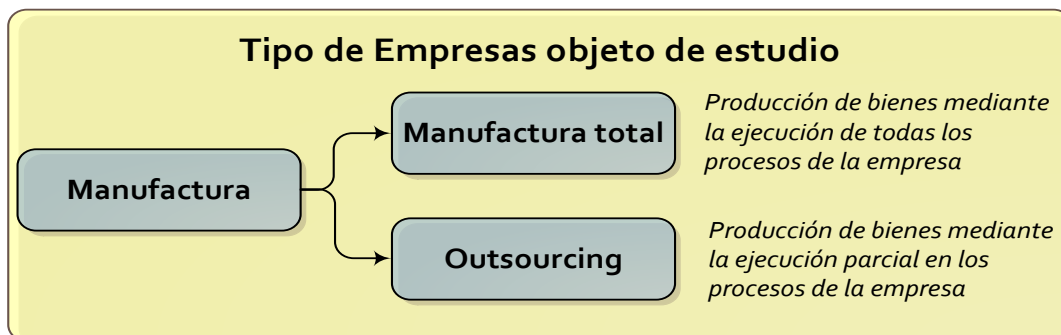 Tipo de Empresas objeto de estudio
Manufactura
Manufactura total
Producción de bienes mediante
la ejecución de todas los
procesos de la empresa
Outsourcing
Producción de bienes mediante
la ejecución parcial en los
procesos de la empresa